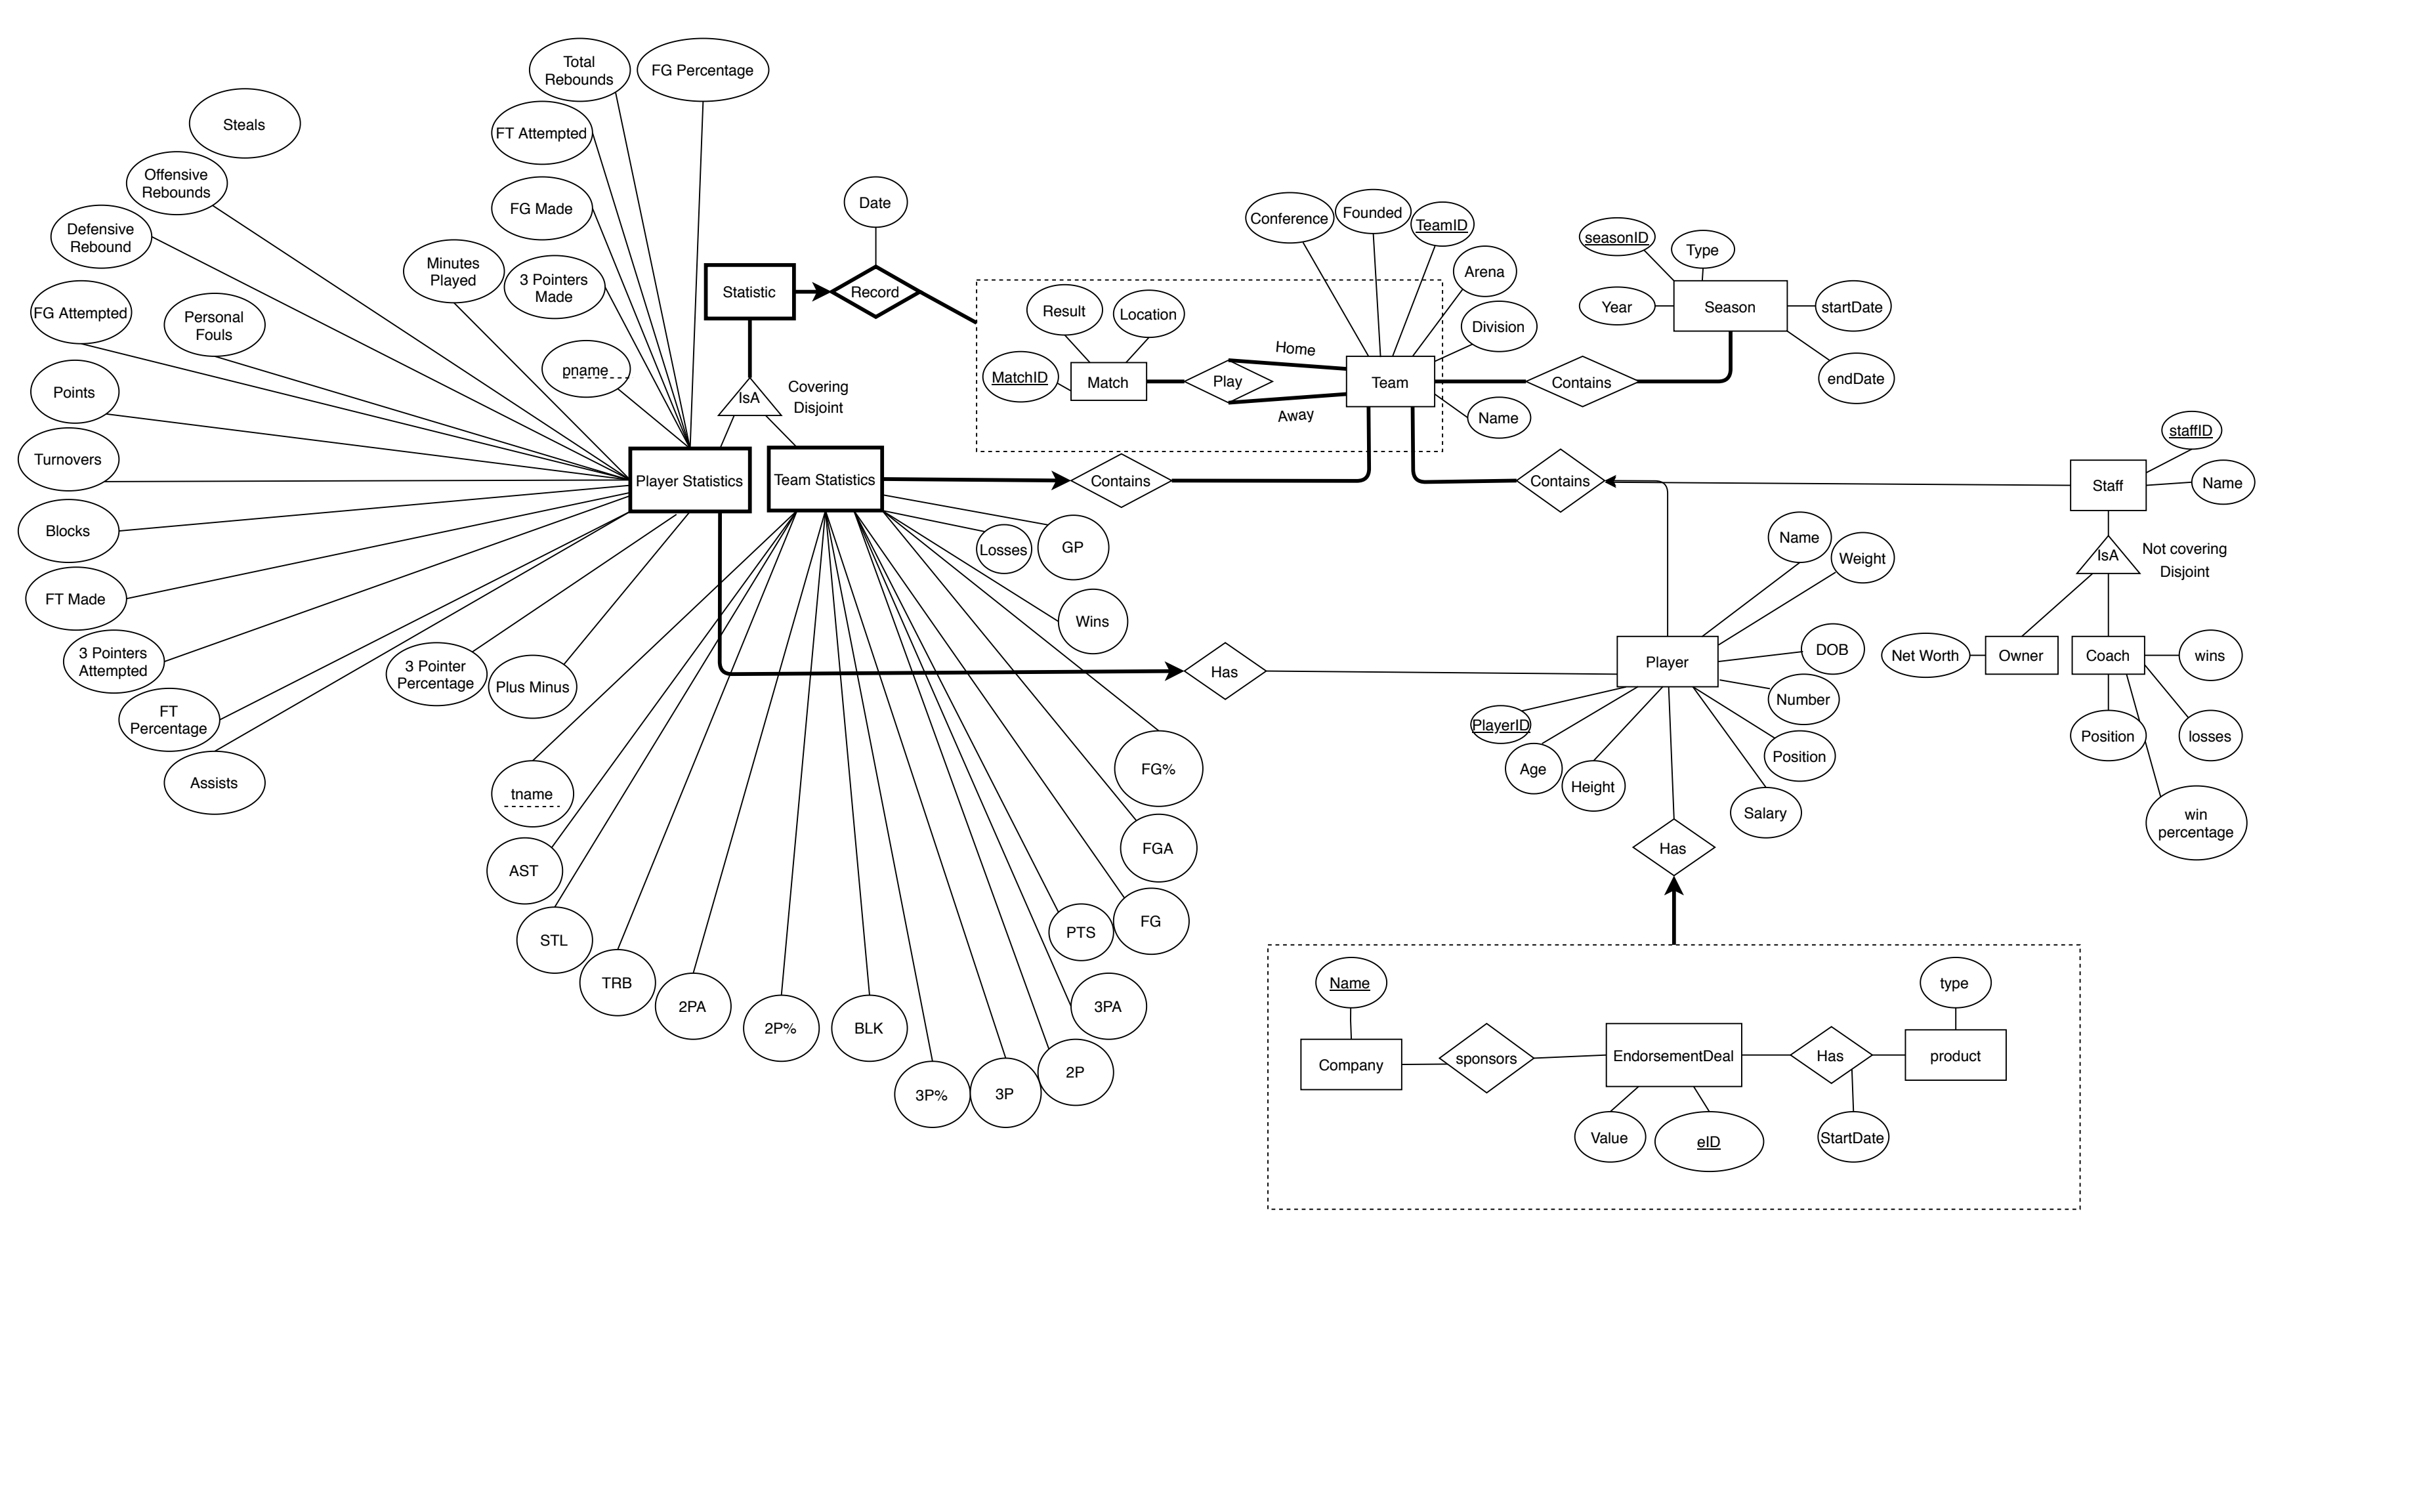 Total
Rebounds
FG Percentage
Steals
FT Attempted
Offensive
Rebounds
Date
FG Made
Conference
Founded
TeamID
seasonID
Type
Defensive
Rebound
Minutes
Played
3 Pointers
Made
Statistic
Record
Arena
FG Attempted
Personal
Fouls
Result
Location
Division
Year
Season
startDate
Home
pname
IsA
Covering
Disjoint
MatchID
Match
Play
Team
Contains
endDate
Points
Away
Name
staffID
Turnovers
Player Statistics
Team Statistics
Contains
Contains
Staff
Name
Blocks
Losses
GP
Name
Weight
IsA
Not covering
Disjoint
FT Made
Wins
3 Pointers
Attempted
3 Pointer
Percentage
Plus Minus
Has
Player
DOB
Net Worth
Owner
Coach
wins
Number
FT
Percentage
PlayerID
Position
Position
losses
Assists
tname
FG%
Age
Height
Salary
win
percentage
AST
FGA
Has
STL
PTS
FG
TRB
2PA
2P%
BLK
3PA
Name
type
3P%
3P
2P
Company
sponsors
EndorsementDeal
Has
product
Value
eID
StartDate